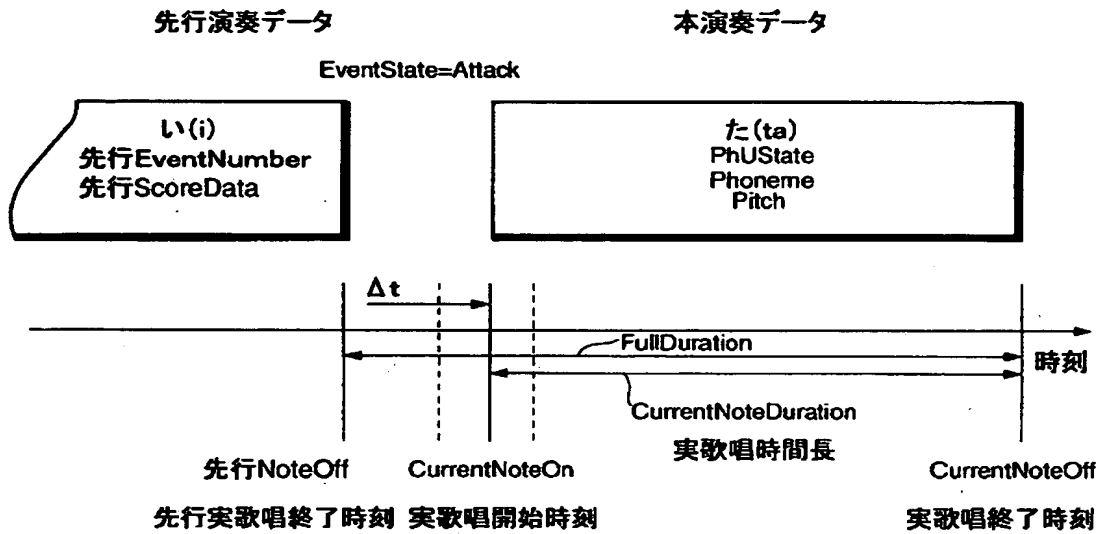 先行演奏データ
本演奏データ
EventState=Attack
い(i)
先行EventNumber
先行ScoreData
た(ta)
PhUState
Phoneme
Pitch
Δt
FullDuration
時刻
CurrentNoteDuration
実歌唱時間長
先行NoteOff
CurrentNoteOn
CurrentNoteOff
先行実歌唱終了時刻
実歌唱開始時刻
実歌唱終了時刻